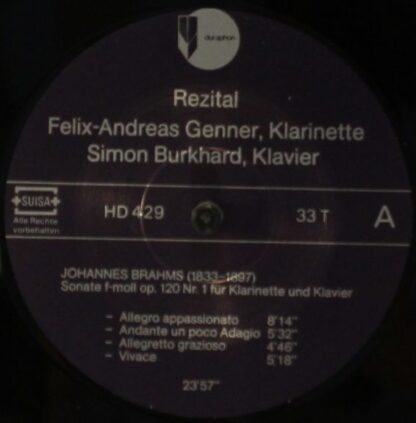 duraphon
Rezital
Felix-Andreas Genner, Klarinette
Simon Burkhard, Klavier
SUISA
Alle Rechte
vorbehalten
HD 429
33 T
A
JOHANNES BRAHMS (1833-1897)
Sonate f-moll op. 120 Nr. 1 für Klarinette und Klavier
- Allegro appassionato 8'14"
- Andante un poco Adagio 5'32"
- Allegretto grazioso 4'46"
- Vivace 5'18"
23'57"